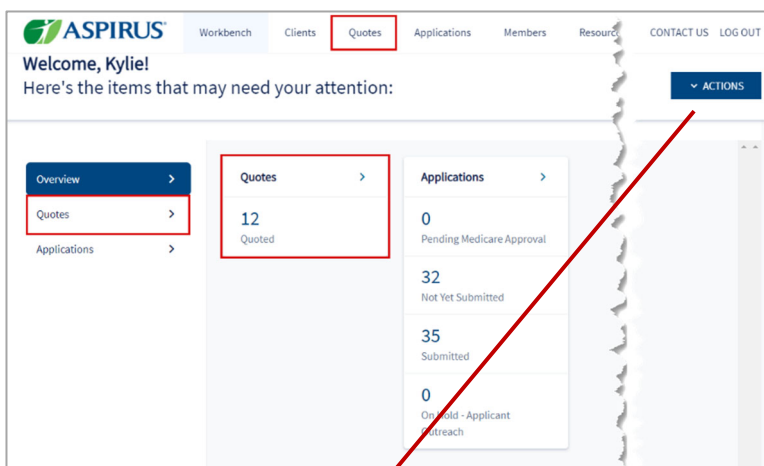 ASPIRUS Workbench Clients Quotes Applications Members CONTACT US LOG OUT
Welcome, Kylie!
Here's the items that may need your attention:
ACTIONS
Overview
Quotes
Applications
Quotes
12
Quoted
Applications
0
Pending Medicare Approval
32
Not Yet Submitted
35
Submitted
0
On Hold - Applicant
Outreach